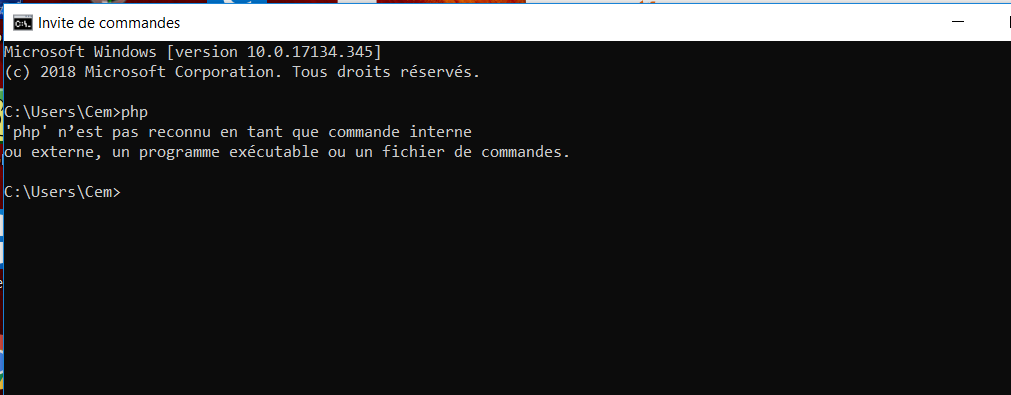 Invite de commandes
Microsoft Windows [version 10.0.17134.345]
(c) 2018 Microsoft Corporation. Tous droits réservés.
C:\Users\Cem>php
'php' n’est pas reconnu en tant que commande interne
ou externe, un programme exécutable ou un fichier de commandes.
C:\Users\Cem>